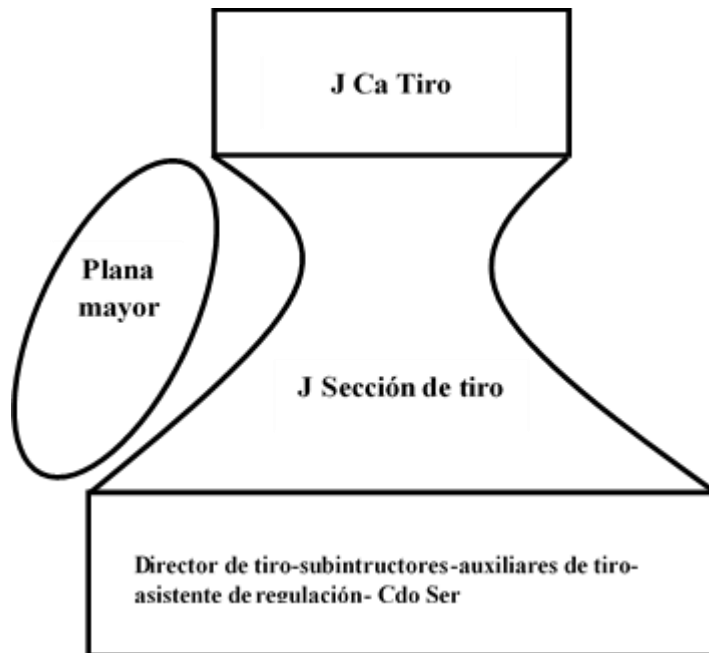 J Ca Tiro
Plana
mayor
J Sección de tiro
Director de tiro-subintructores-auxiliares de tiro-
asistente de regulación- Cdo Ser